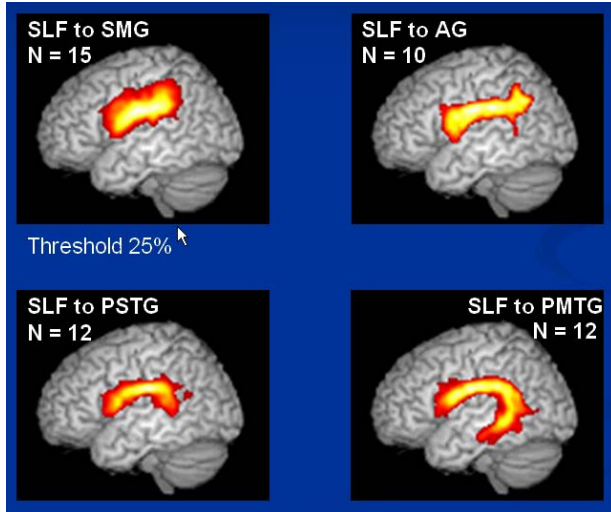 SLF to SMG
N = 15
SLF to AG
N = 10
Threshold 25%
SLF to PSTG
N = 12
SLF to PMTG
N = 12